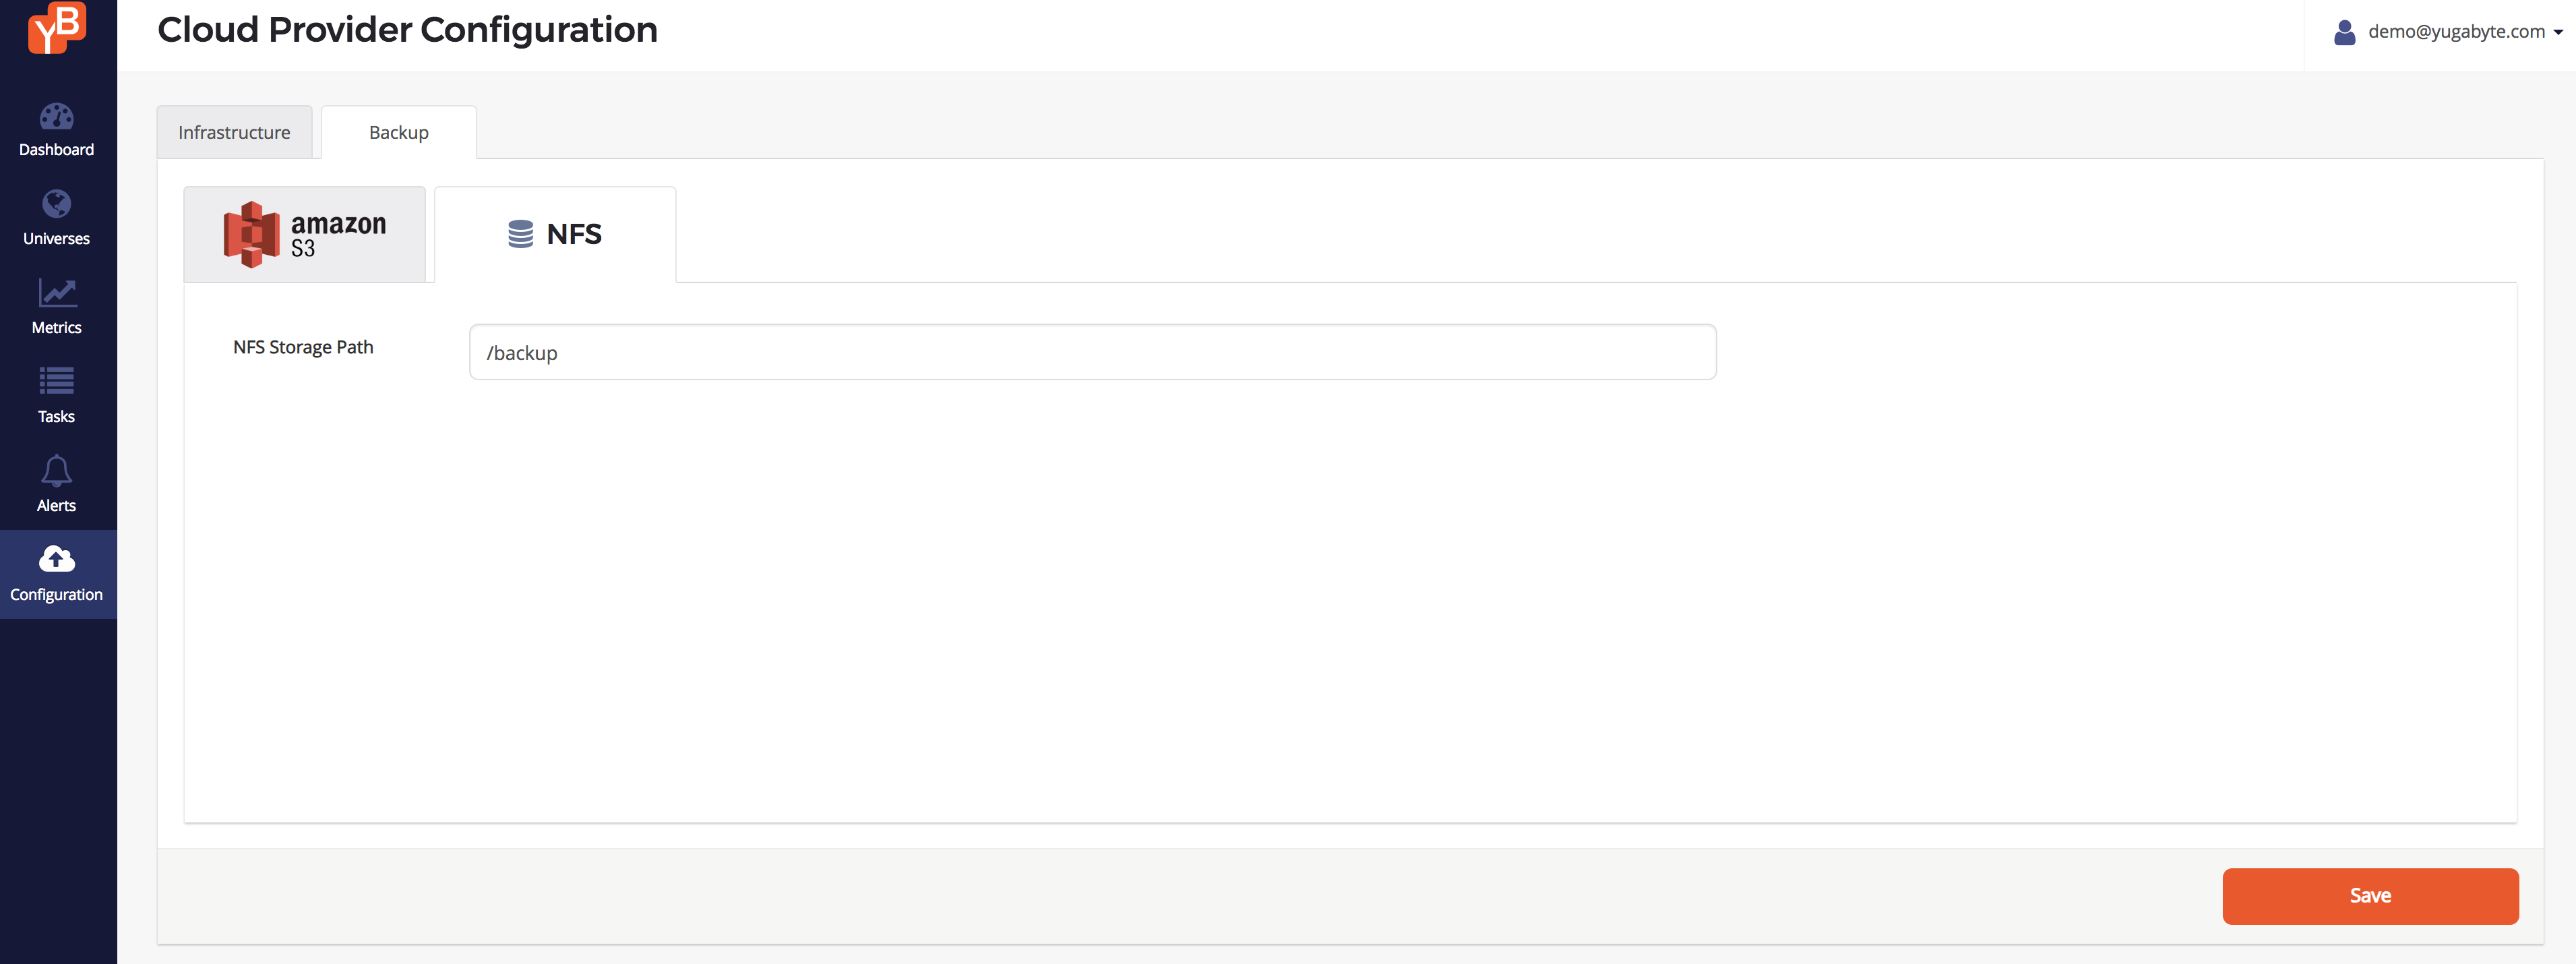 YB
Cloud Provider Configuration
demo@yugabyte.com
Dashboard
Universes
Metrics
Tasks
Alerts
Configuration
Infrastructure
Backup
amazon
S3
NFS
NFS Storage Path
/backup
Save